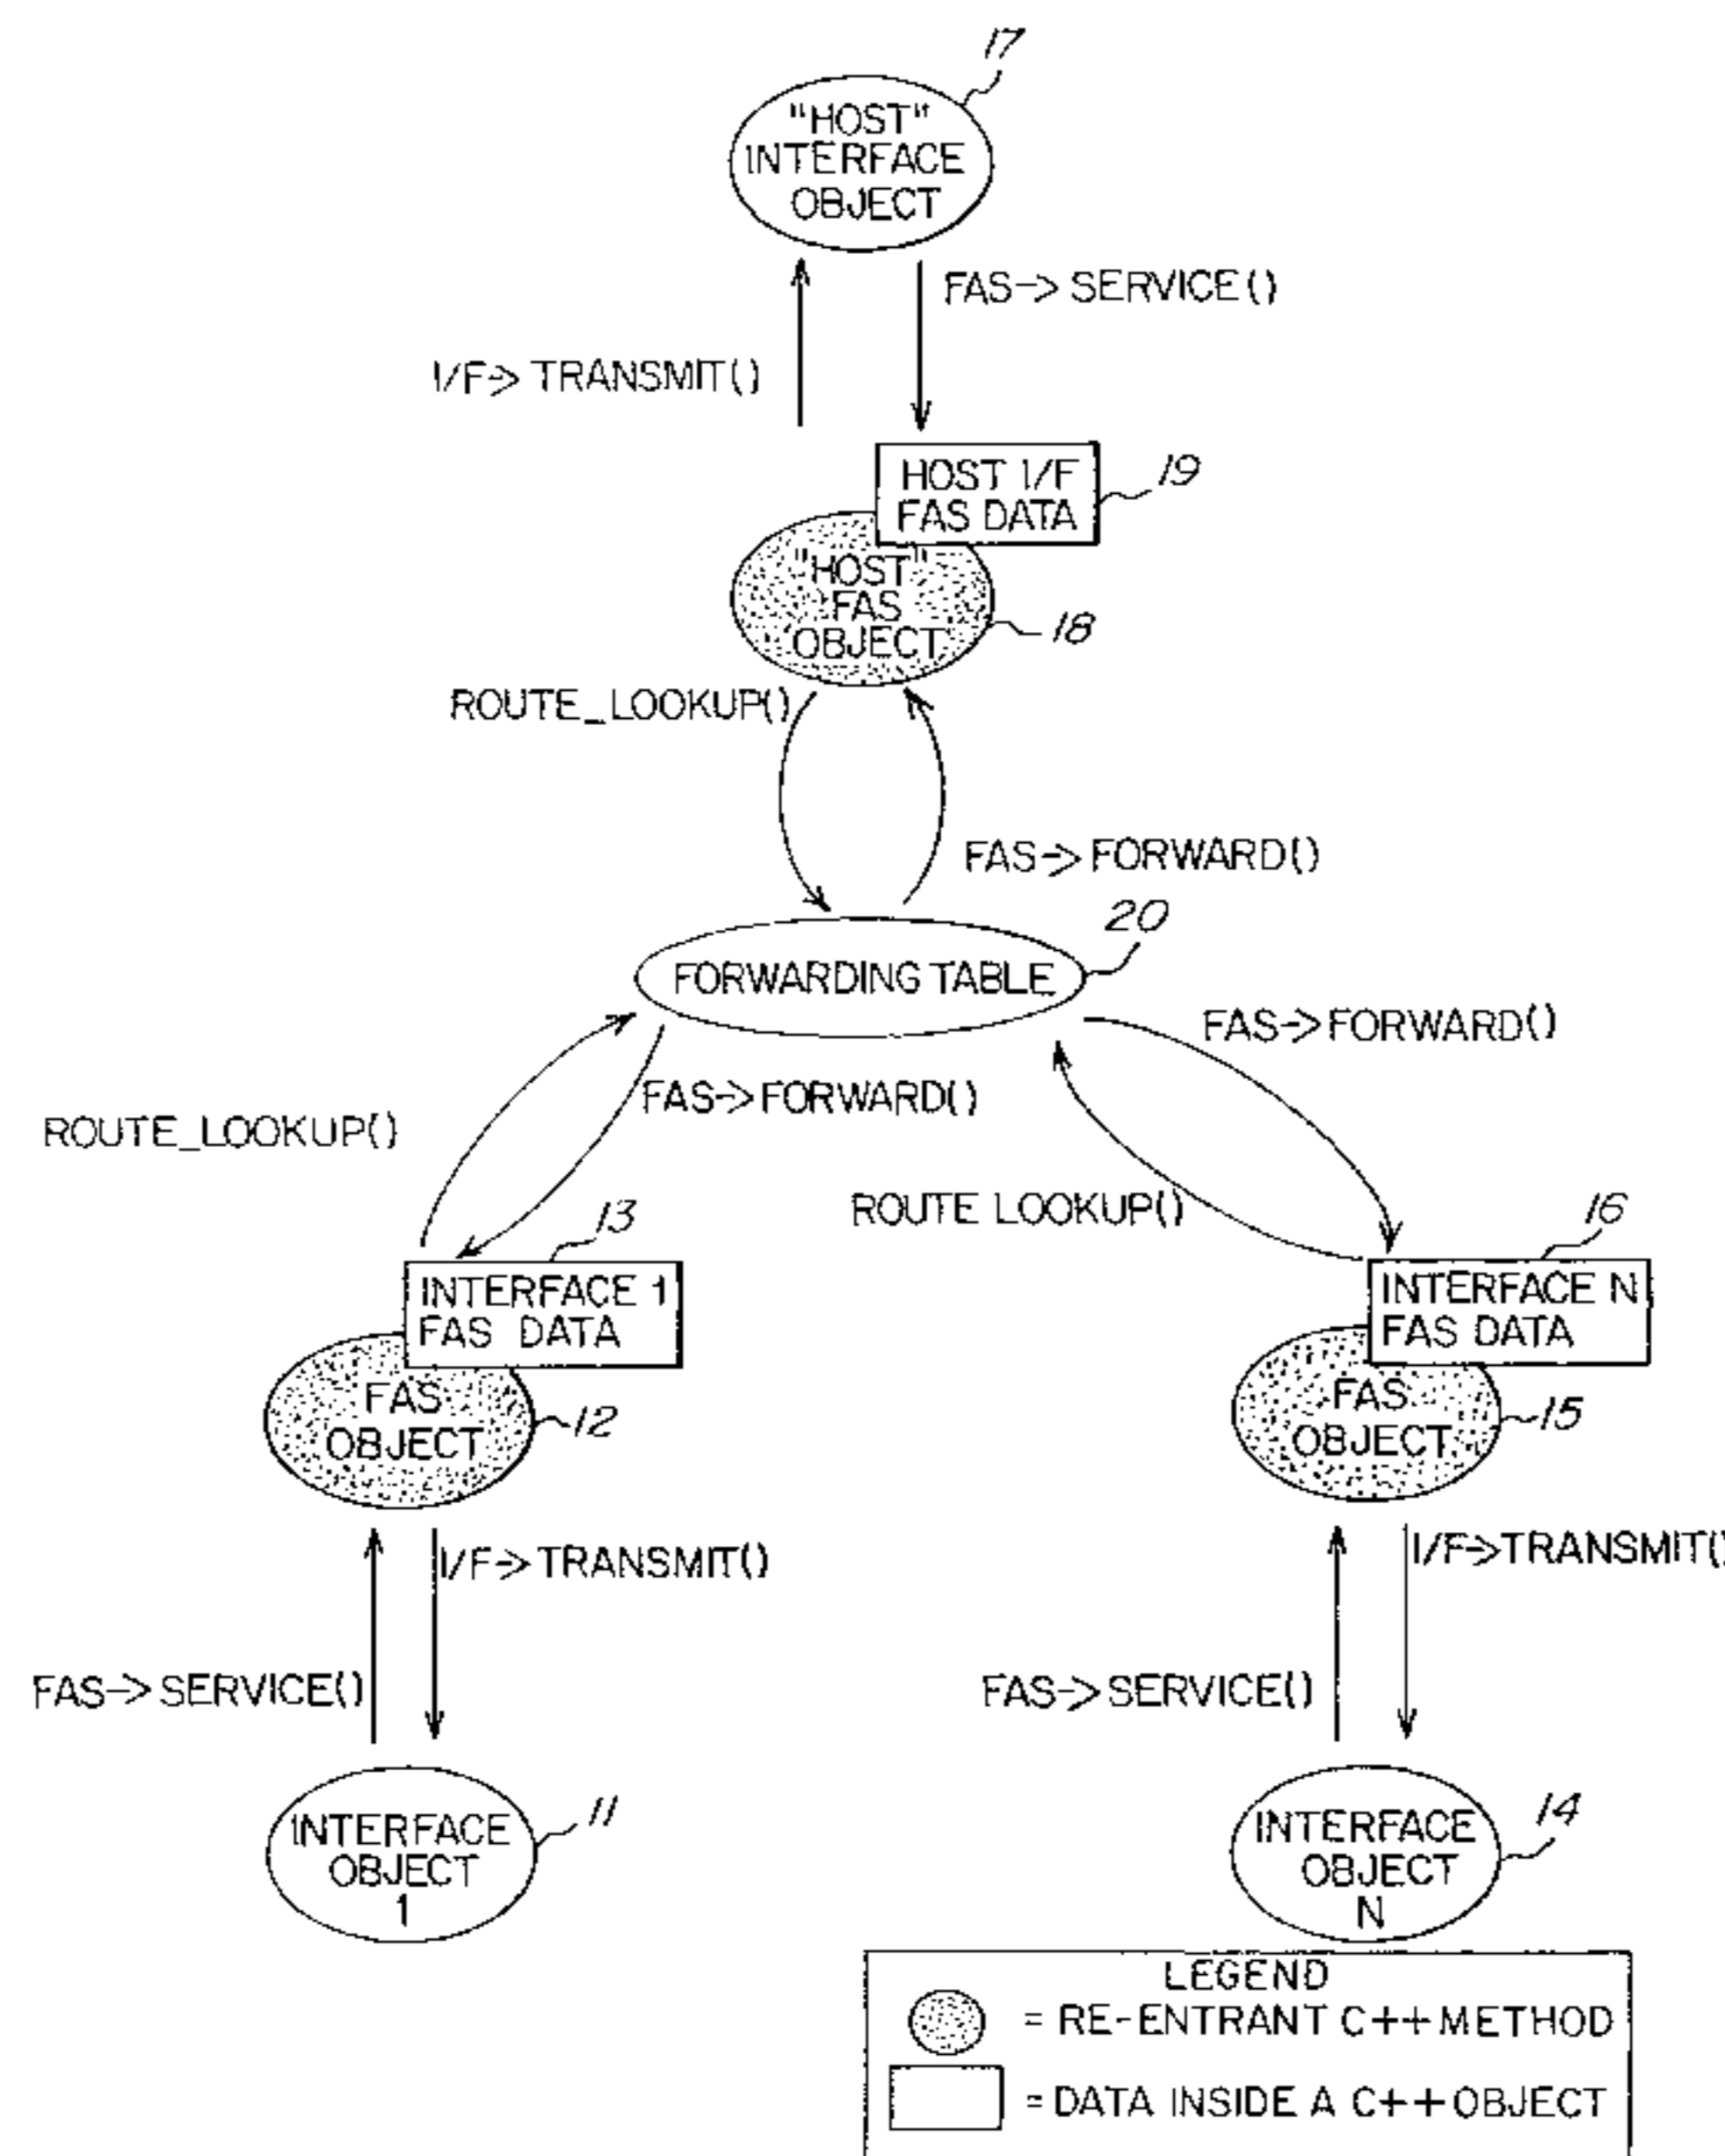 17
"HOST"
INTERFACE
OBJECT
FAS->SERVICE()
I/F->TRANSMIT()
HOST I/F
FAS DATA
19
"HOST"
FAS
OBJECT
18
ROUTE_LOOKUP()
FAS->FORWARD()
20
FORWARDING TABLE
FAS->FORWARD()
FAS->FORWARD()
ROUTE_LOOKUP()
ROUTE LOOKUP()
13
16
INTERFACE 1
FAS DATA
INTERFACE N
FAS DATA
FAS
OBJECT
12
FAS
OBJECT
15
I/F->TRANSMIT()
I/F->TRANSMIT()
FAS->SERVICE()
FAS->SERVICE()
11
INTERFACE
OBJECT
1
14
INTERFACE
OBJECT
N
LEGEND
= RE-ENTRANT C++ METHOD
= DATA INSIDE A C++ OBJECT